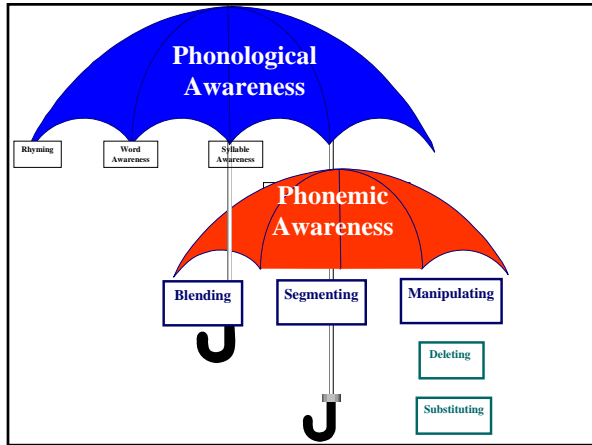 Phonological
Awareness
Rhyming
Word
Awareness
Syllable
Awareness
Phonemic
Awareness
Blending
Segmenting
Manipulating
Deleting
Substituting